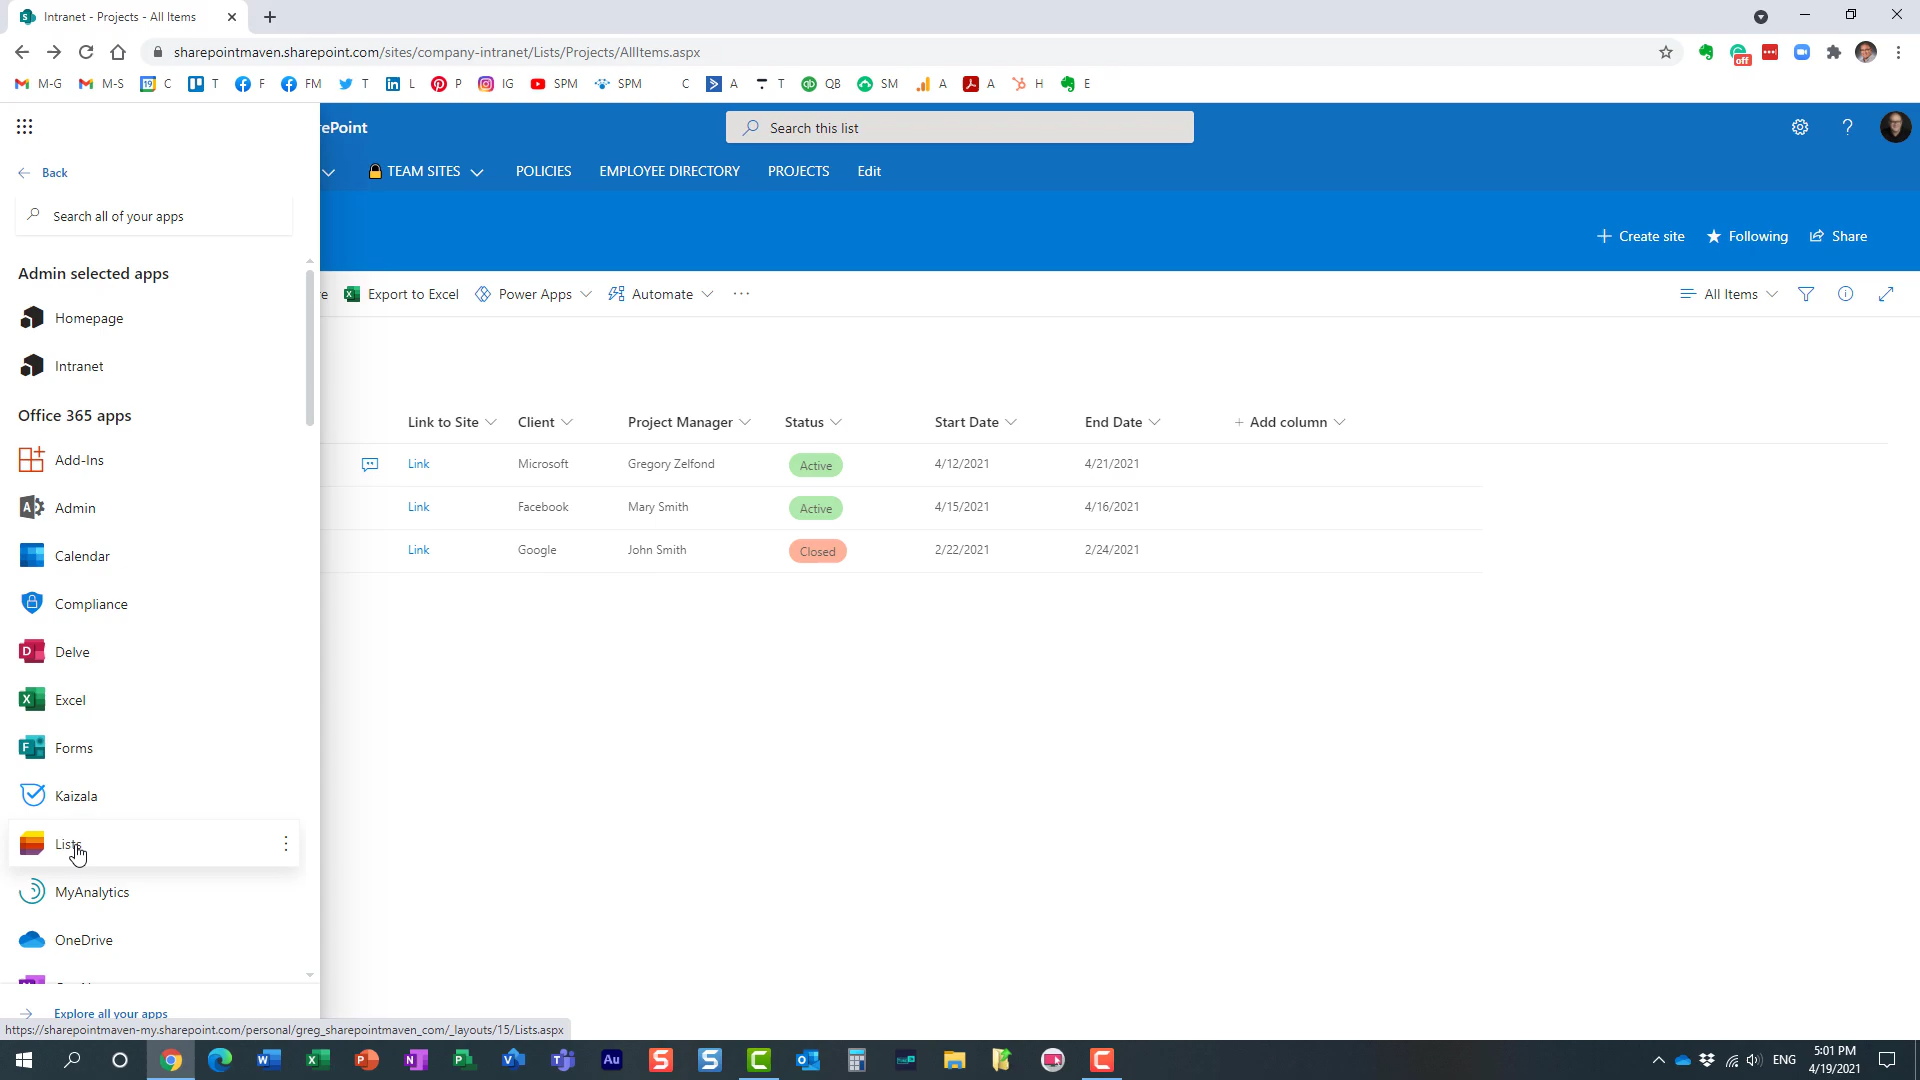 Intranet - Projects - All Items
sharepointmaven.sharepoint.com/sites/company-intranet/Lists/Projects/AllItems.aspx
off
M-G M-S 19 C T F FM T L P IG SPM SPM C A T QB SM A A H E
rePoint
Search this list
Back
TEAM SITES POLICIES EMPLOYEE DIRECTORY PROJECTS Edit
Search all of your apps
Create site Following Share
Admin selected apps
Export to Excel Power Apps Automate All Items
Homepage
Intranet
Office 365 apps
Link to Site Client Project Manager Status Start Date End Date Add column
Add-Ins
Link Microsoft Gregory Zelfond Active 4/12/2021 4/21/2021
Admin
Link Facebook Mary Smith Active 4/15/2021 4/16/2021
Calendar
Link Google John Smith Closed 2/22/2021 2/24/2021
Compliance
Delve
Excel
Forms
Kaizala
Lists
MyAnalytics
OneDrive
Explore all your apps
https://sharepointmaven-my.sharepoint.com/personal/greg_sharepointmaven_com/_layouts/15/Lists.aspx
ENG
5:01 PM
4/19/2021